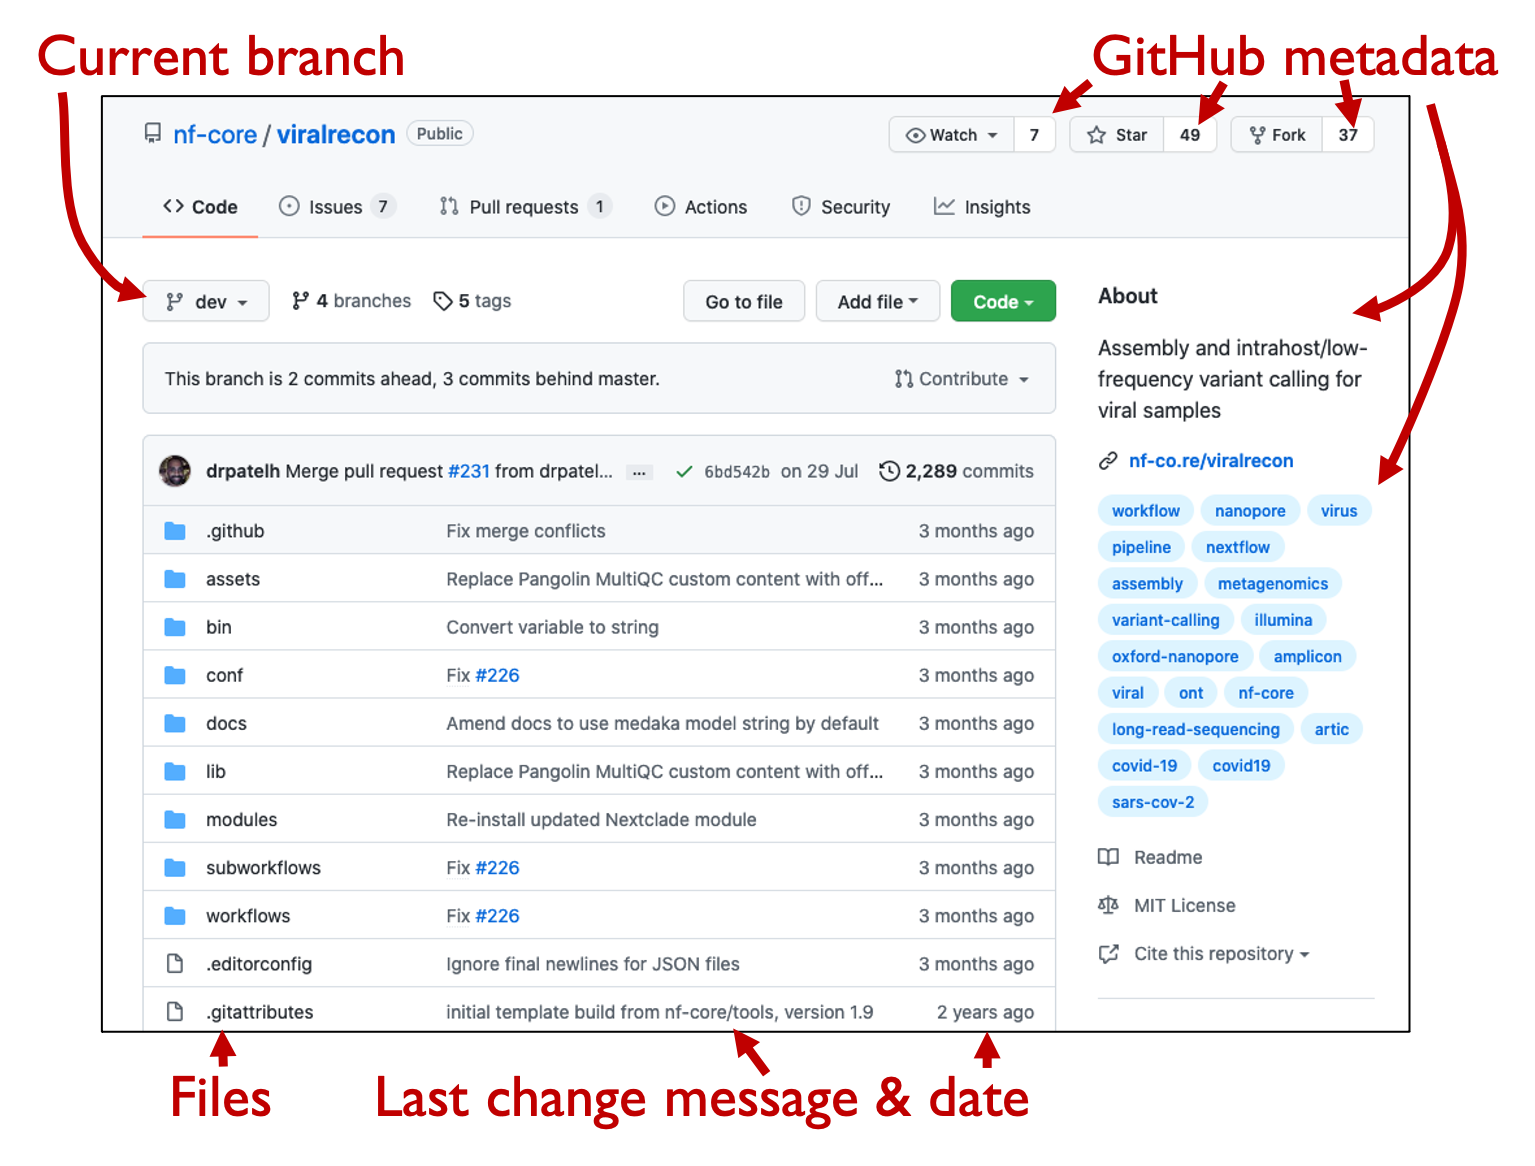 Current branch
GitHub metadata
nf-core / viralrecon Public
Watch 7 Star 49 Fork 37
Code Issues 7 Pull requests 1 Actions Security Insights
dev 4 branches 5 tags Go to file Add file Code
This branch is 2 commits ahead, 3 commits behind master. Contribute
drpatelh Merge pull request #231 from drpatel... ... 6bd542b on 29 Jul 2,289 commits
.github Fix merge conflicts 3 months ago
assets Replace Pangolin MultiQC custom content with off... 3 months ago
bin Convert variable to string 3 months ago
conf Fix #226 3 months ago
docs Amend docs to use medaka model string by default 3 months ago
lib Replace Pangolin MultiQC custom content with off... 3 months ago
modules Re-install updated Nextclade module 3 months ago
subworkflows Fix #226 3 months ago
workflows Fix #226 3 months ago
.editorconfig Ignore final newlines for JSON files 3 months ago
.gitattributes initial template build from nf-core/tools, version 1.9 2 years ago
About
Assembly and intrahost/low-
frequency variant calling for
viral samples
nf-co.re/viralrecon
workflow nanopore virus
pipeline nextflow
assembly metagenomics
variant-calling illumina
oxford-nanopore amplicon
viral ont nf-core
long-read-sequencing artic
covid-19 covid19
sars-cov-2
Readme
MIT License
Cite this repository
Files
Last change message & date